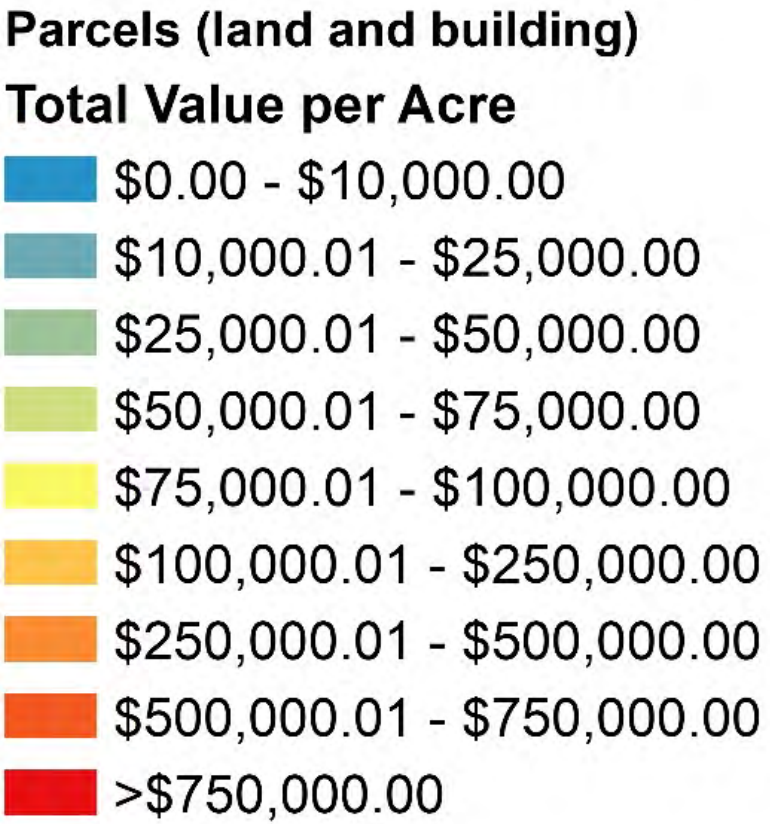 Parcels (land and building)
Total Value per Acre
$0.00 - $10,000.00
$10,000.01 - $25,000.00
$25,000.01 - $50,000.00
$50,000.01 - $75,000.00
$75,000.01 - $100,000.00
$100,000.01 - $250,000.00
$250,000.01 - $500,000.00
$500,000.01 - $750,000.00
>$750,000.00